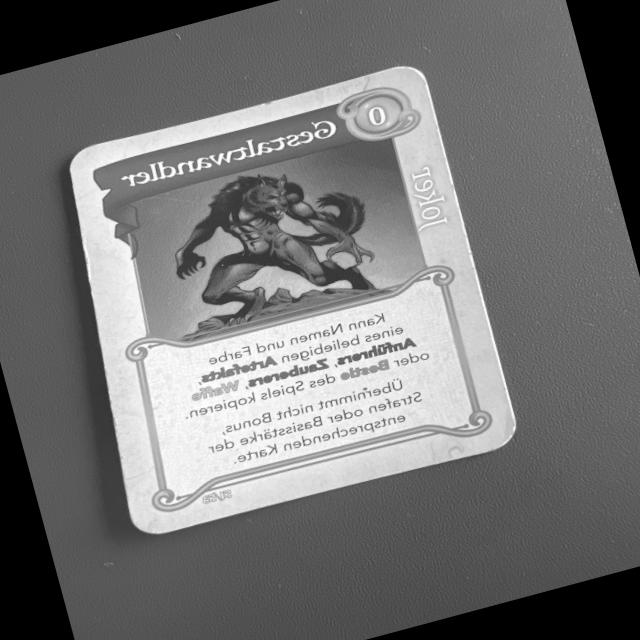 0
Gestaltwandler
Joker
Kann Namen und Farbe
eines beliebigen Artefakts,
Anführers, Zauberers, Waffe
oder Bestie des Spiels kopieren.
Übernimmt nicht Bonus,
Strafen oder Basisstärke der
entsprechenden Karte.